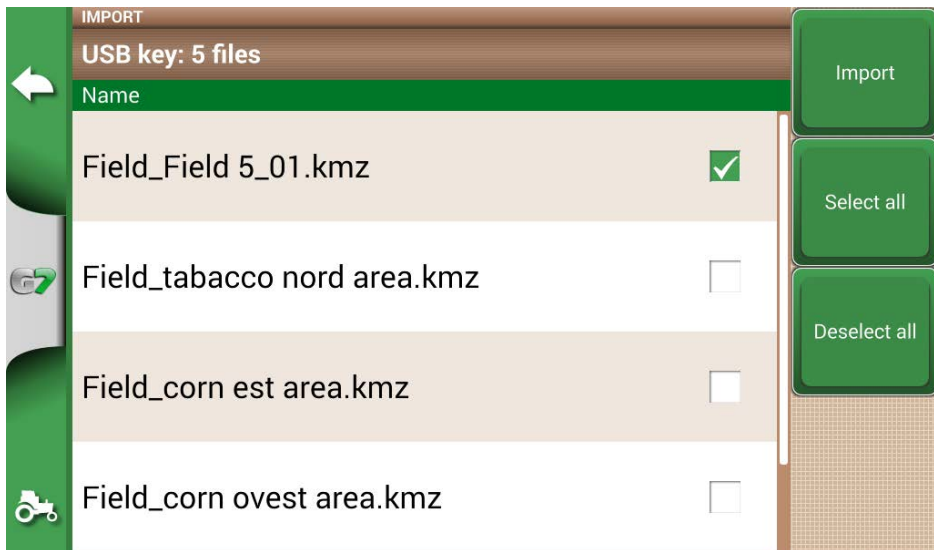 IMPORT
USB key: 5 files
Name
Field_Field 5_01.kmz
Field_tabacco nord area.kmz
Field_corn est area.kmz
Field_corn ovest area.kmz
Import
Select all
Deselect all
G7